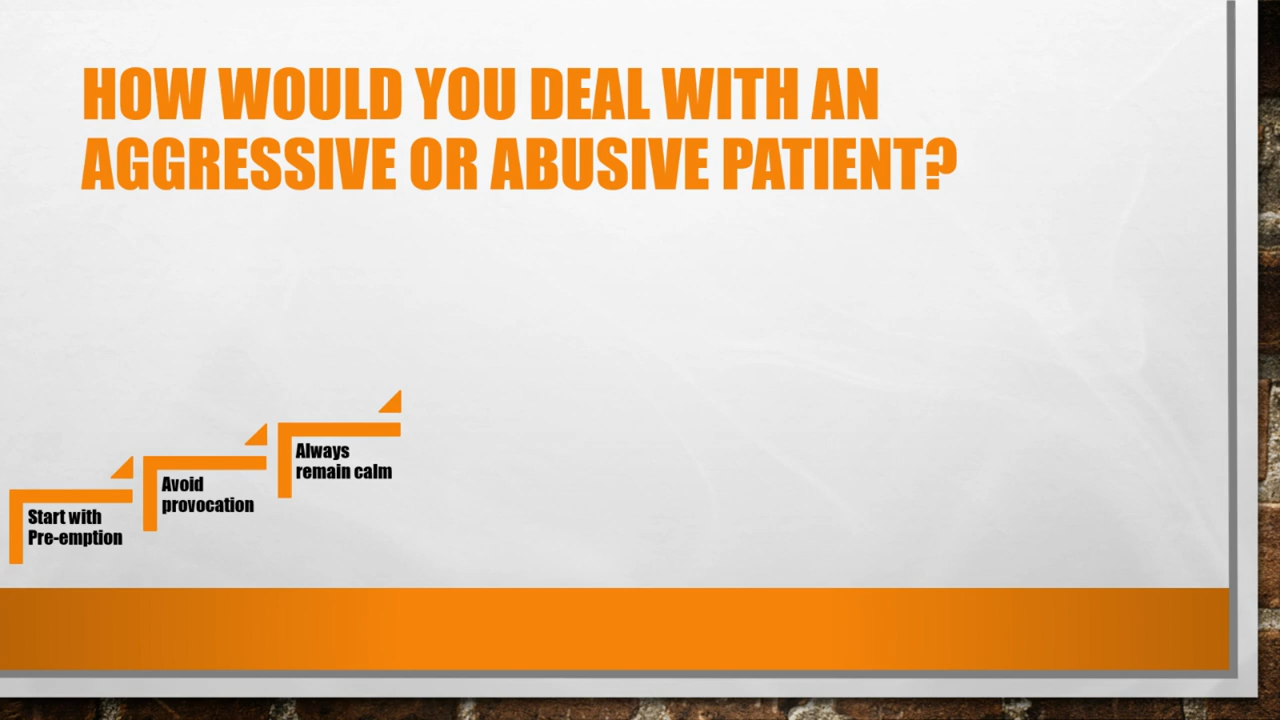 HOW WOULD YOU DEAL WITH AN
AGGRESSIVE OR ABUSIVE PATIENT?
Start with
Pre-emption
Avoid
provocation
Always
remain calm